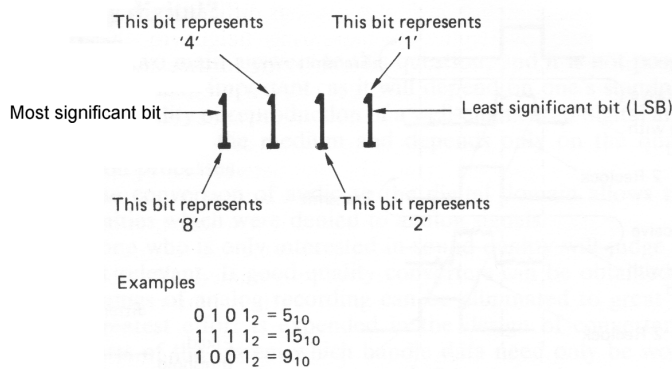 This bit represents
'4'
This bit represents
'1'
Most significant bit
1 1 1 1
Least significant bit (LSB)
This bit represents
'8'
This bit represents
'2'
Examples
0 1 0 1₂ = 5₁₀
1 1 1 1₂ = 15₁₀
1 0 0 1₂ = 9₁₀